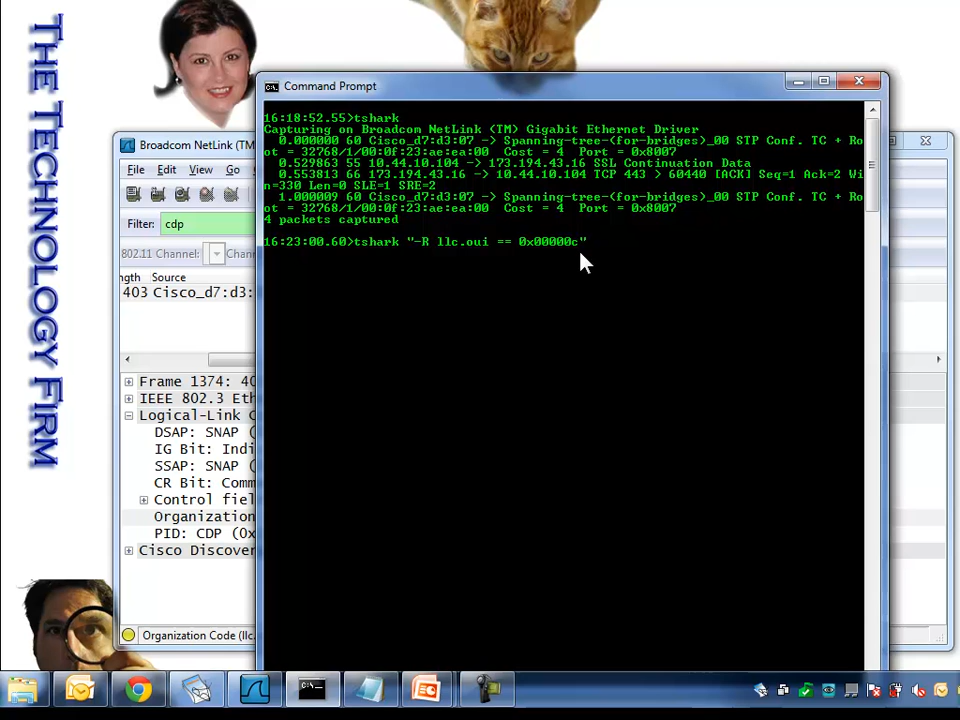 THE TECHNOLOGY FIRM
Command Prompt
16:18:52.55>tshark
Capturing on Broadcom NetLink (TM) Gigabit Ethernet Driver
0.000000 60 Cisco_d7:d3:07 -> Spanning-tree-(for-bridges)_00 STP Conf. TC + Ro
ot = 32768/1/00:0f:23:ae:ea:00 Cost = 4 Port = 0x8007
0.529863 55 10.44.10.104 -> 173.194.43.16 SSL Continuation Data
0.553813 66 173.194.43.16 -> 10.44.10.104 TCP 443 > 60440 [ACK] Seq=1 Ack=2 Wi
n=330 Len=0 SLE=1 SRE=2
1.000009 60 Cisco_d7:d3:07 -> Spanning-tree-(for-bridges)_00 STP Conf. TC + Ro
ot = 32768/1/00:0f:23:ae:ea:00 Cost = 4 Port = 0x8007
4 packets captured
16:23:00.60>tshark "-R llc.oui == 0x00000c"
Broadcom NetLink (TM
File Edit View Go
Filter: cdp
802.11 Channel: Chan
ngth Source
403 Cisco_d7:d3:
Frame 1374: 40
IEEE 802.3 Eth
Logical-Link C
DSAP: SNAP (
IG Bit: Indi
SSAP: SNAP (
CR Bit: Comm
Control fiel
Organization
PID: CDP (0x
Cisco Discover
Organization Code (llc.